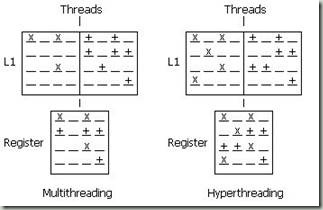 Threads
L1
Register
Multithreading
Threads
L1
Register
Hyperthreading